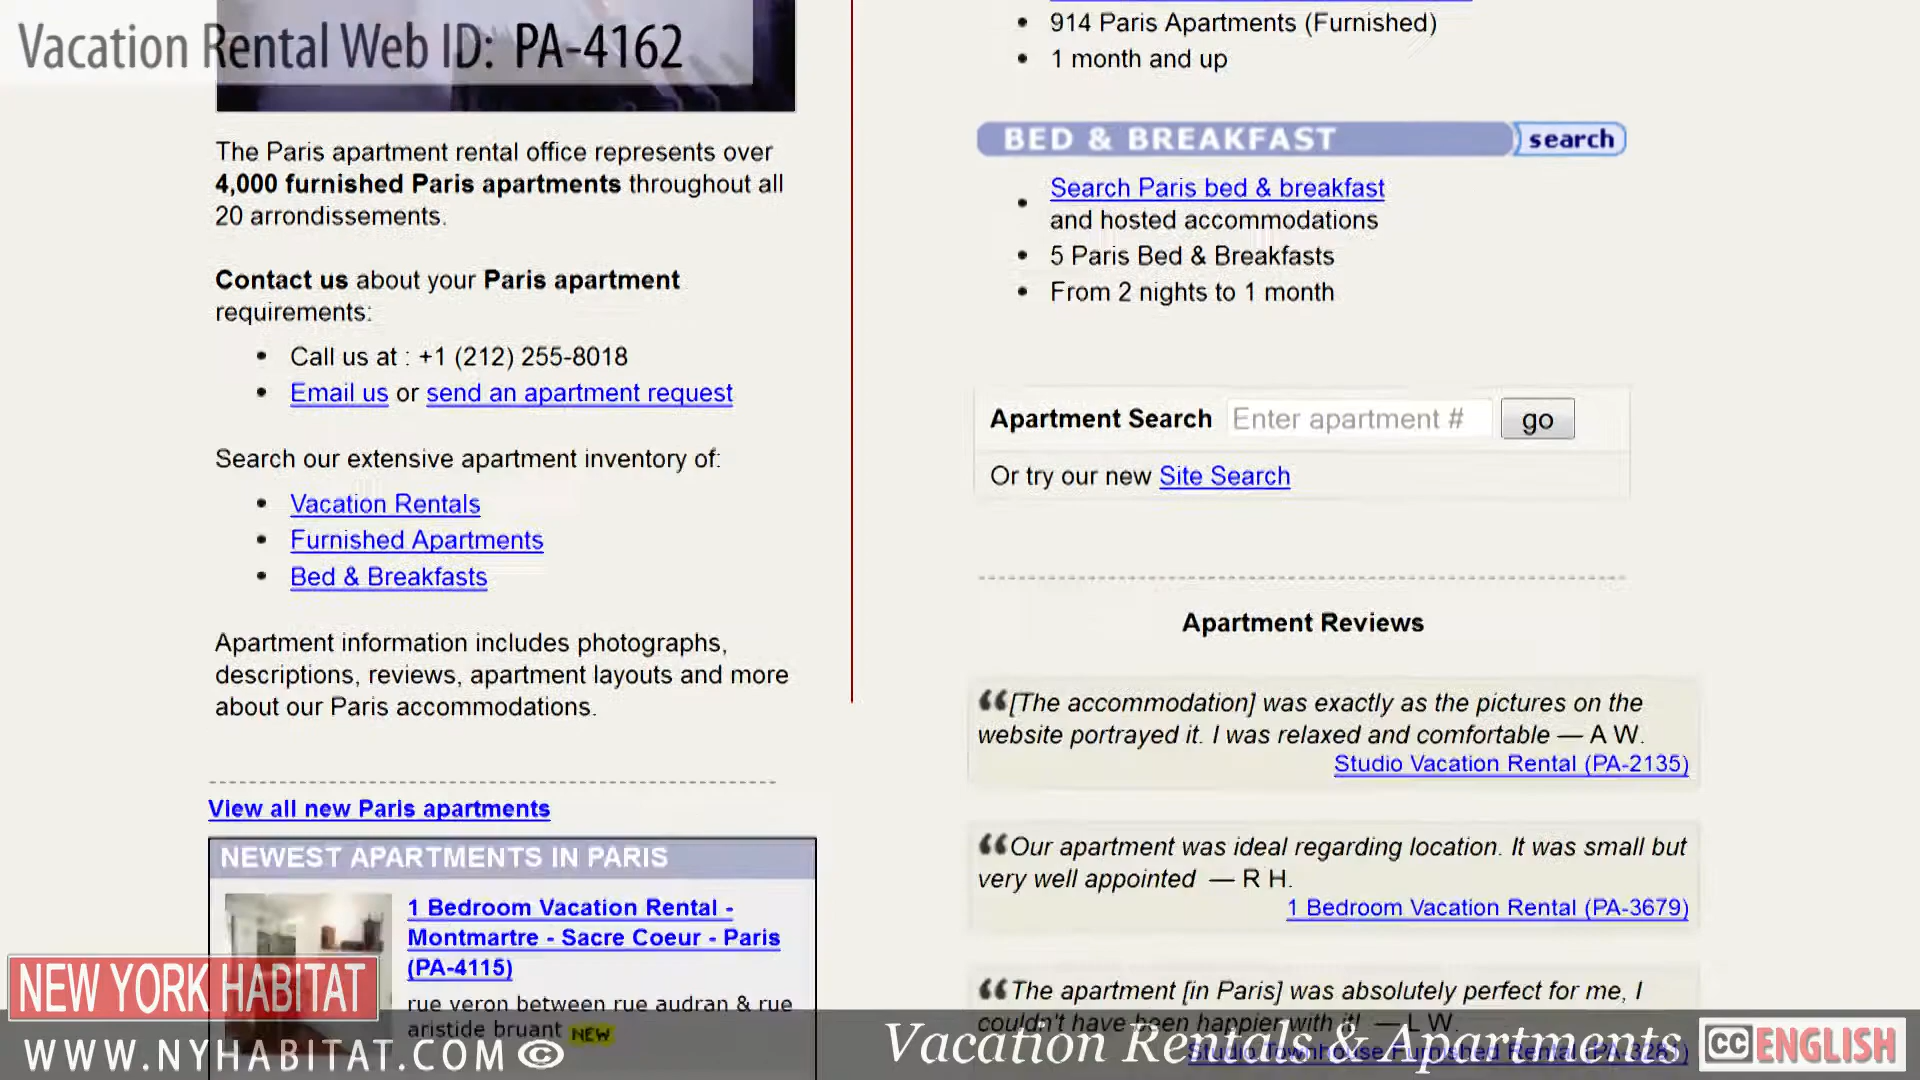 Vacation Rental Web ID: PA-4162
The Paris apartment rental office represents over
4,000 furnished Paris apartments throughout all
20 arrondissements.
Contact us about your Paris apartment
requirements:
• Call us at : +1 (212) 255-8018
• Email us or send an apartment request
Search our extensive apartment inventory of:
• Vacation Rentals
• Furnished Apartments
• Bed & Breakfasts
Apartment information includes photographs,
descriptions, reviews, apartment layouts and more
about our Paris accommodations.
View all new Paris apartments
NEWEST APARTMENTS IN PARIS
1 Bedroom Vacation Rental -
Montmartre - Sacre Coeur - Paris
(PA-4115)
rue veron between rue audran & rue
aristide bruant NEW
• 914 Paris Apartments (Furnished)
• 1 month and up
BED & BREAKFAST search
• Search Paris bed & breakfast
and hosted accommodations
• 5 Paris Bed & Breakfasts
• From 2 nights to 1 month
Apartment Search Enter apartment # go
Or try our new Site Search
Apartment Reviews
“[The accommodation] was exactly as the pictures on the
website portrayed it. I was relaxed and comfortable — A W.
Studio Vacation Rental (PA-2135)
“Our apartment was ideal regarding location. It was small but
very well appointed — R H.
1 Bedroom Vacation Rental (PA-3679)
“The apartment [in Paris] was absolutely perfect for me, I
couldn't have been happier with it! — L W.
Studio Townhouse Furnished Rental
NEW YORK HABITAT
WWW.NYHABITAT.COM ©
Vacation Rentals & Apartments
CC ENGLISH